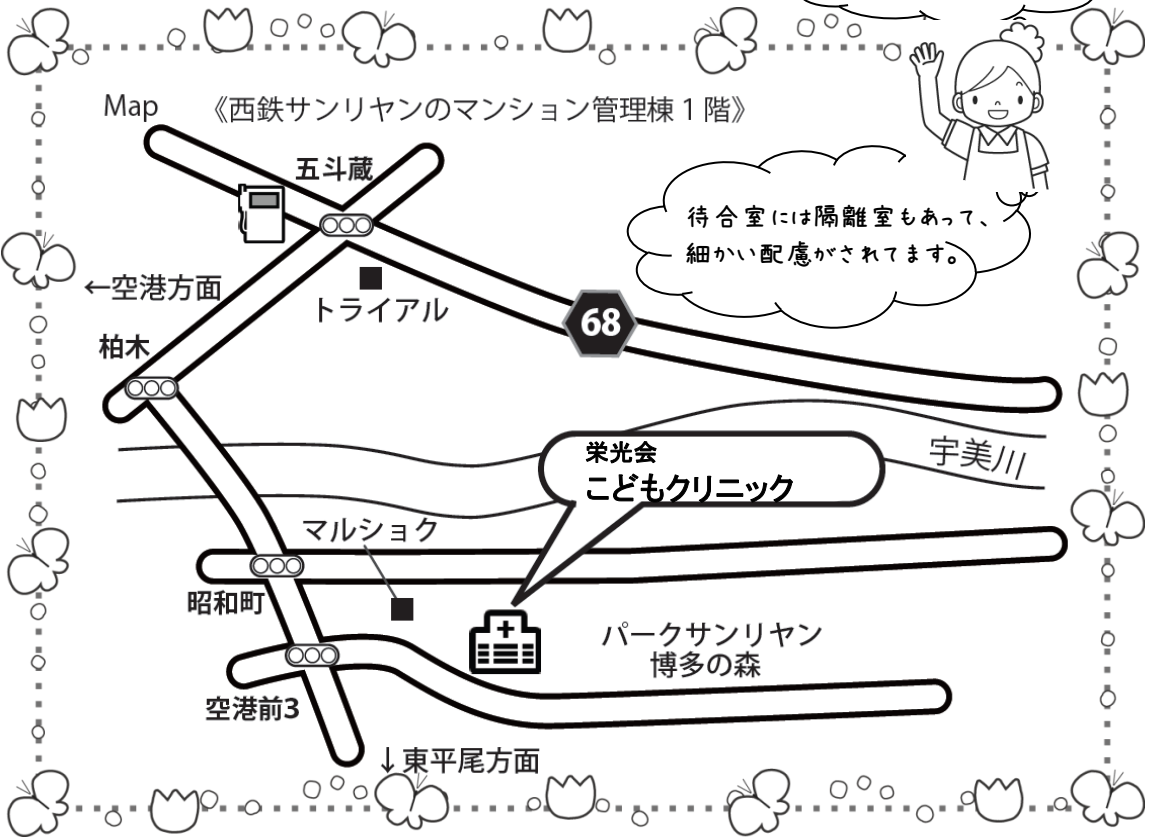 Map 《西鉄サンリヤンのマンション管理棟1階》
五斗蔵
待合室には隔離室もあって、
細かい配慮がされてます。
←空港方面
トライアル
68
柏木
宇美川
栄光会
こどもクリニック
マルショク
昭和町
パークサンリヤン
博多の森
空港前3
↓東平尾方面